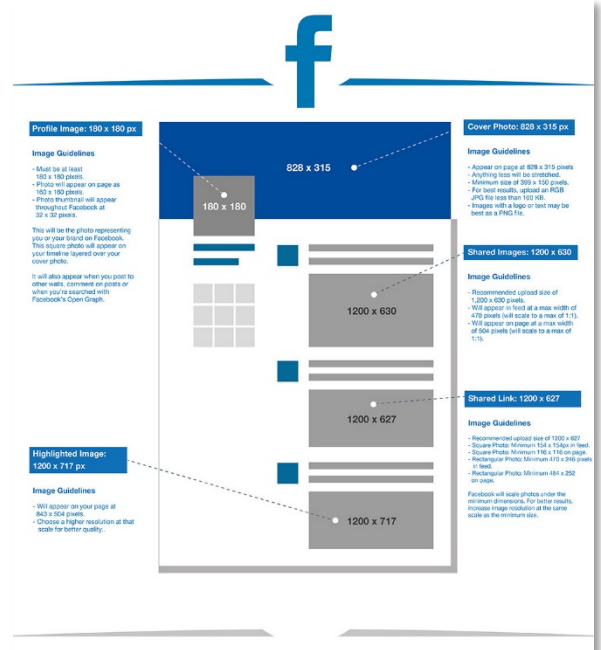 f
Profile Image: 180 x 180 px
Image Guidelines
- Must be at least
180 x 180 pixels.
- Photo will appear on page as
160 x 160 pixels.
- Photo thumbnail will appear
throughout Facebook at
32 x 32 pixels.
This will be the photo representing
you or your brand on Facebook.
This square photo will appear on
your timeline layered over your
cover photo.
It will also appear when you post to
other walls, comment on posts or
when you're searched with
Facebook's Open Graph.
828 x 315
180 x 180
Cover Photo: 828 x 315 px
Image Guidelines
- Appear on page at 828 x 315 pixels
- Anything less will be stretched.
- Minimum size of 399 x 150 pixels.
- For best results, upload an RGB
JPG file less than 100 KB.
- Images with a logo or text may be
best as a PNG file.
Shared Images: 1200 x 630
Image Guidelines
- Recommended upload size of
1,200 x 630 pixels.
- Will appear in feed at a max width of
470 pixels (will scale to a max of 1:1).
- Will appear on page at a max width
of 504 pixels (will scale to a max of
1:1).
1200 x 630
Shared Link: 1200 x 627
Image Guidelines
- Recommended upload size of 1200 x 627
- Square Photo: Minimum 154 x 154px in feed.
- Square Photo: Minimum 116 x 116 on page.
- Rectangular Photo: Minimum 470 x 246 pixels
in feed.
- Rectangular Photo: Minimum 484 x 252
on page.
Facebook will scale photos under the
minimum dimensions. For better results,
increase image resolution at the same
scale as the minimum size.
1200 x 627
Highlighted Image:
1200 x 717 px
Image Guidelines
- Will appear on your page at
843 x 504 pixels.
- Choose a higher resolution at that
scale for better quality..
1200 x 717